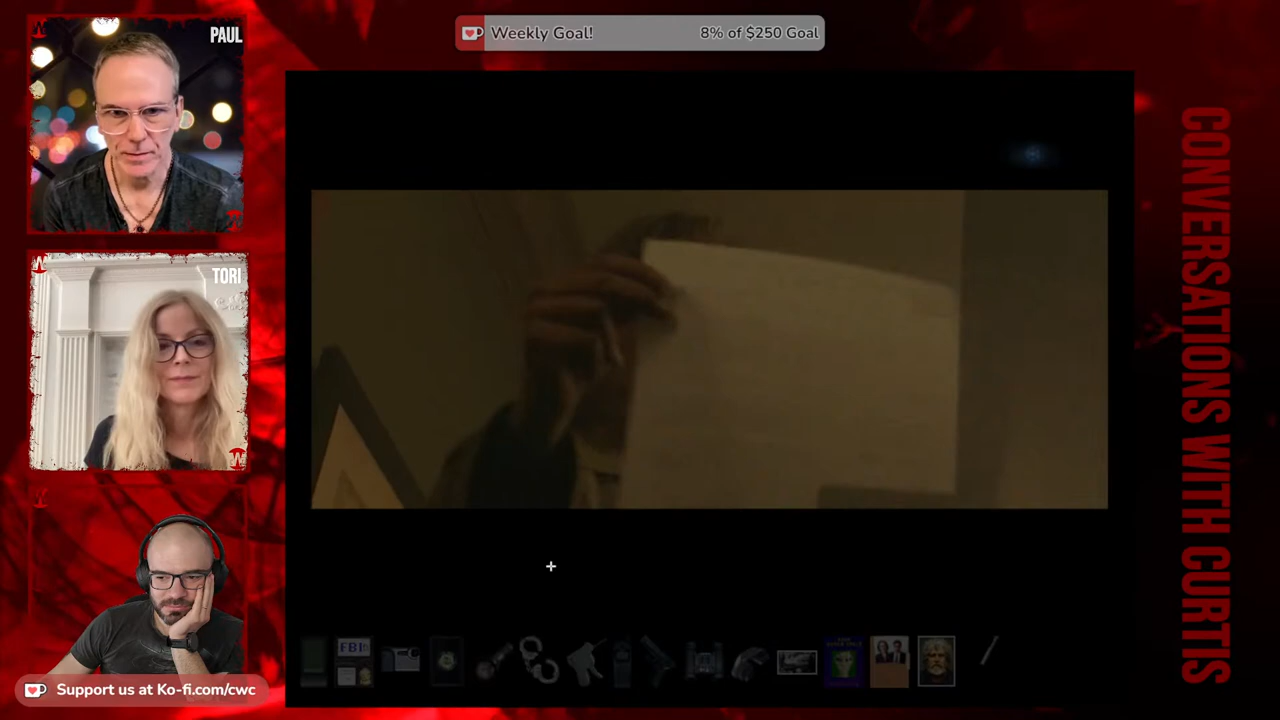 PAUL
Weekly Goal!
8% of $250 Goal
TORI
CONVERSATIONS WITH CURTIS
FBI
Support us at Ko-fi.com/cwc